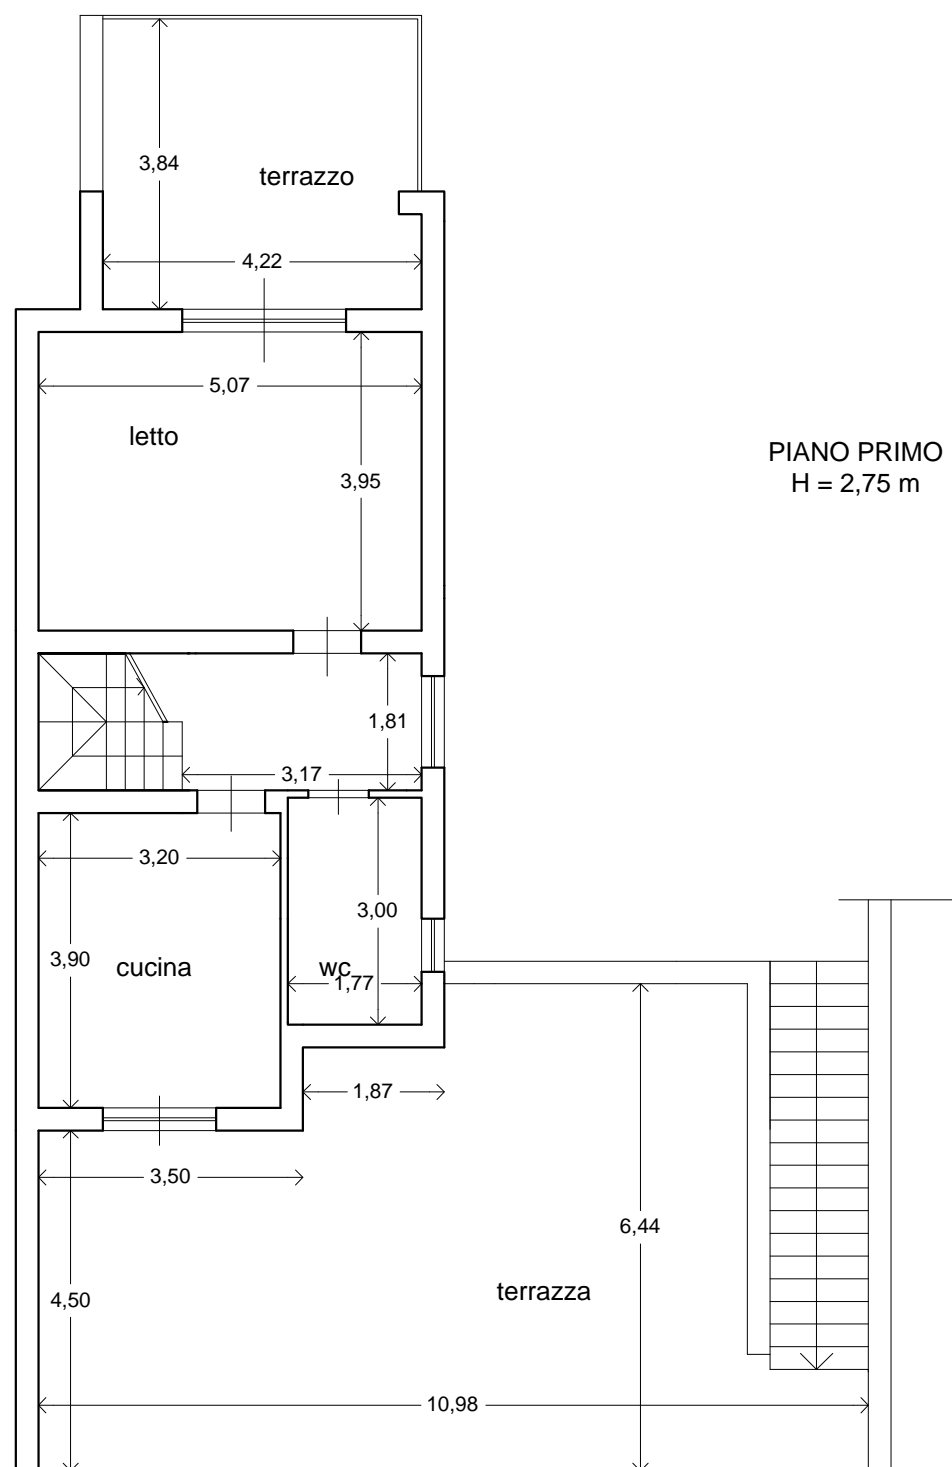 3,84
terrazzo
4,22
5,07
letto
PIANO PRIMO
H = 2,75 m
3,95
1,81
3,17
3,20
3,00
3,90
cucina
wc
1,77
1,87
3,50
6,44
4,50
terrazza
10,98